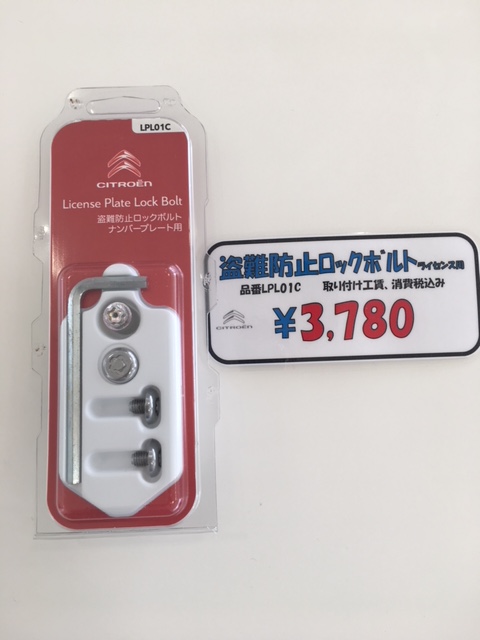 LPL01C
CITROËN
License Plate Lock Bolt
盗難防止ロックボルト
ナンバープレート用
盗難防止ロックボルトライセンス用
品番LPL01C 取り付け工賃、消費税込み
CITROËN
¥3,780